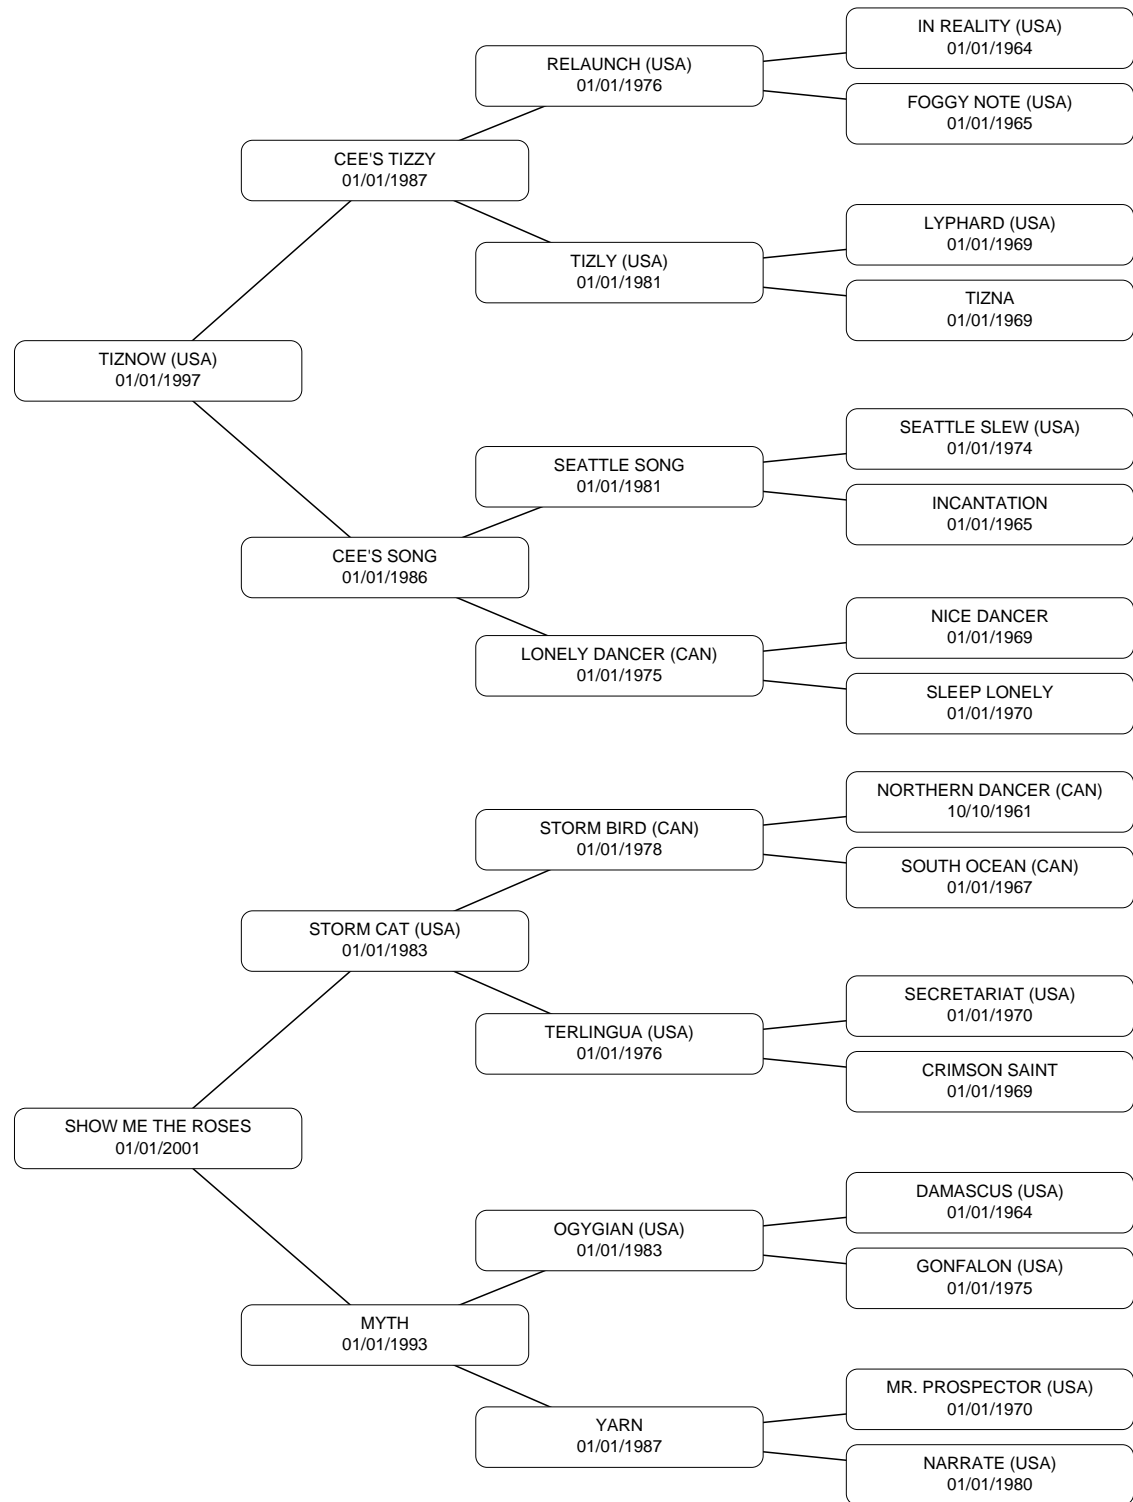 IN REALITY (USA)
01/01/1964
RELAUNCH (USA)
01/01/1976
FOGGY NOTE (USA)
01/01/1965
CEE'S TIZZY
01/01/1987
LYPHARD (USA)
01/01/1969
TIZLY (USA)
01/01/1981
TIZNA
01/01/1969
TIZNOW (USA)
01/01/1997
SEATTLE SLEW (USA)
01/01/1974
SEATTLE SONG
01/01/1981
INCANTATION
01/01/1965
CEE'S SONG
01/01/1986
NICE DANCER
01/01/1969
LONELY DANCER (CAN)
01/01/1975
SLEEP LONELY
01/01/1970
NORTHERN DANCER (CAN)
10/10/1961
STORM BIRD (CAN)
01/01/1978
SOUTH OCEAN (CAN)
01/01/1967
STORM CAT (USA)
01/01/1983
SECRETARIAT (USA)
01/01/1970
TERLINGUA (USA)
01/01/1976
CRIMSON SAINT
01/01/1969
SHOW ME THE ROSES
01/01/2001
DAMASCUS (USA)
01/01/1964
OGYGIAN (USA)
01/01/1983
GONFALON (USA)
01/01/1975
MYTH
01/01/1993
MR. PROSPECTOR (USA)
01/01/1970
YARN
01/01/1987
NARRATE (USA)
01/01/1980